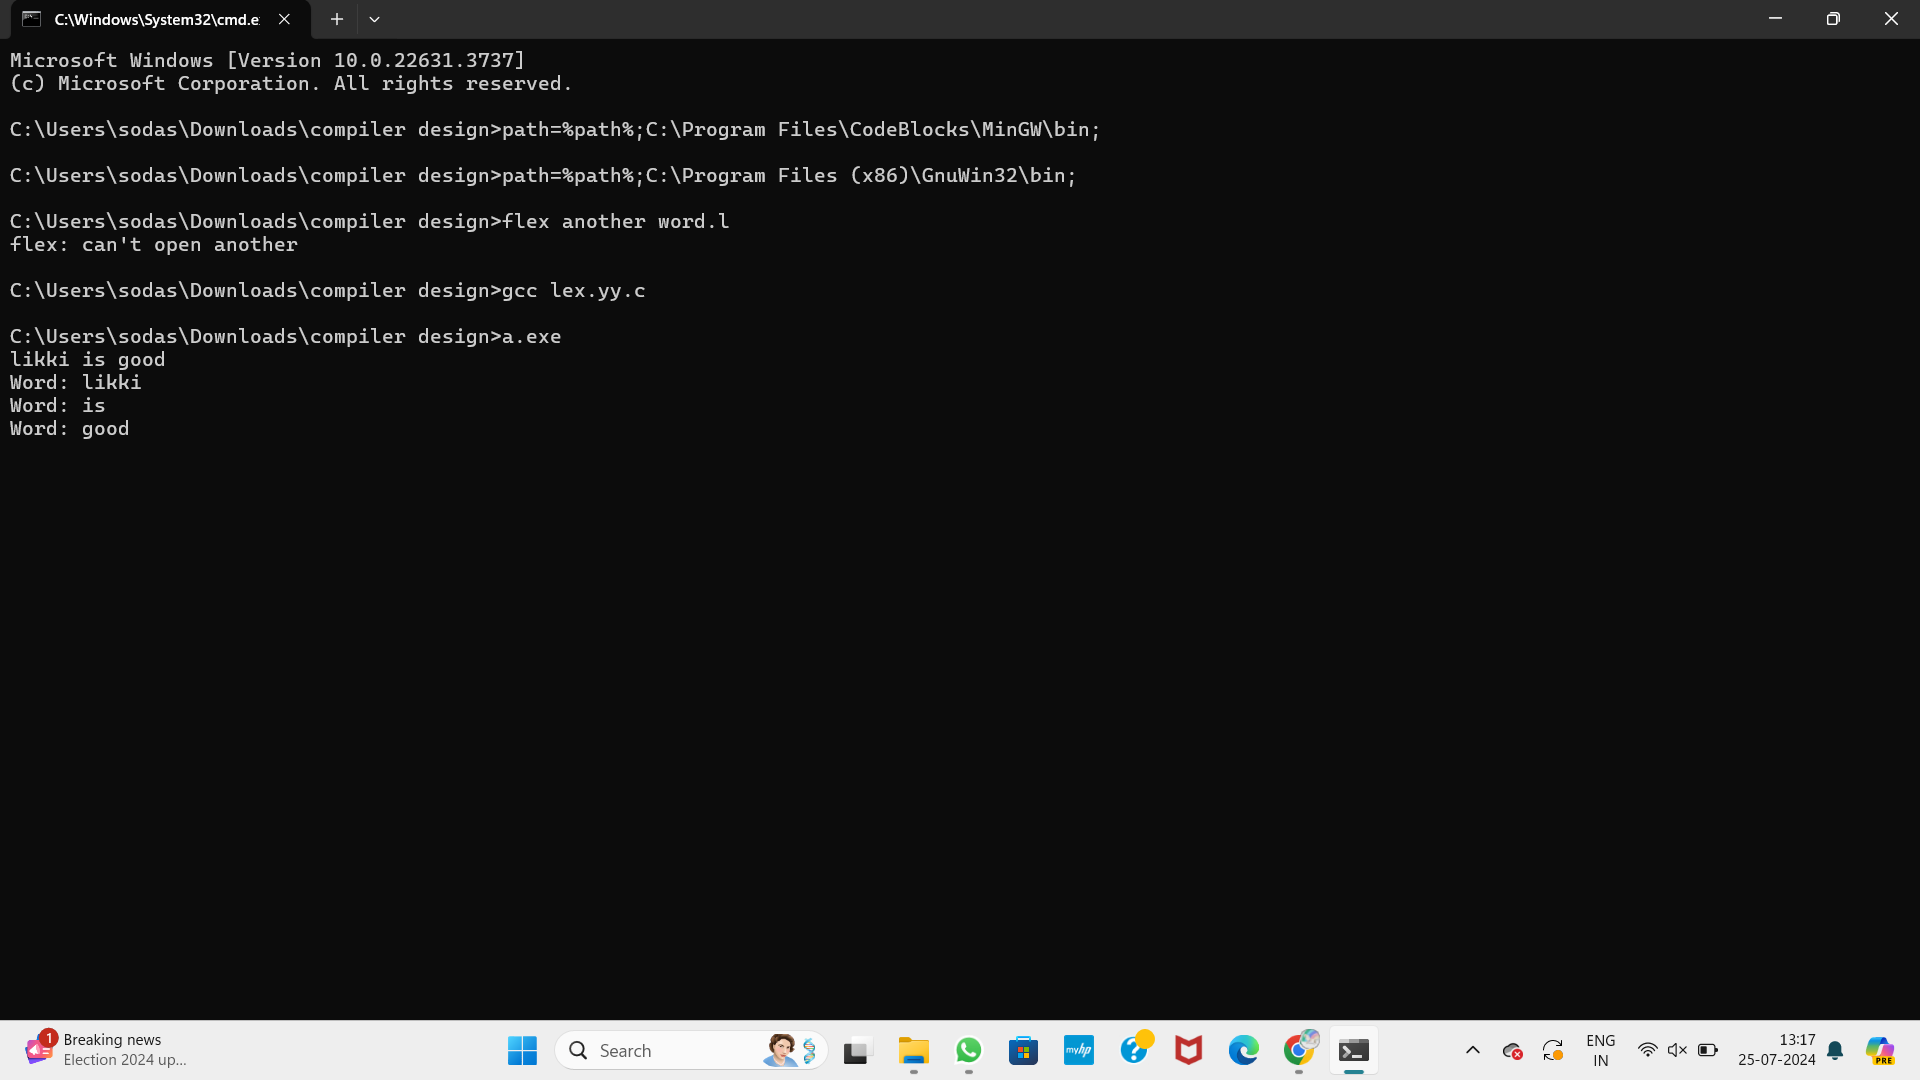 C:\Windows\System32\cmd.e
Microsoft Windows [Version 10.0.22631.3737]
(c) Microsoft Corporation. All rights reserved.
C:\Users\sodas\Downloads\compiler design>path=%path%;C:\Program Files\CodeBlocks\MinGW\bin;
C:\Users\sodas\Downloads\compiler design>path=%path%;C:\Program Files (x86)\GnuWin32\bin;
C:\Users\sodas\Downloads\compiler design>flex another word.l
flex: can't open another
C:\Users\sodas\Downloads\compiler design>gcc lex.yy.c
C:\Users\sodas\Downloads\compiler design>a.exe
likki is good
Word: likki
Word: is
Word: good
1
Breaking news
Election 2024 up...
Search
myhp
ENG
IN
13:17
25-07-2024
PRE